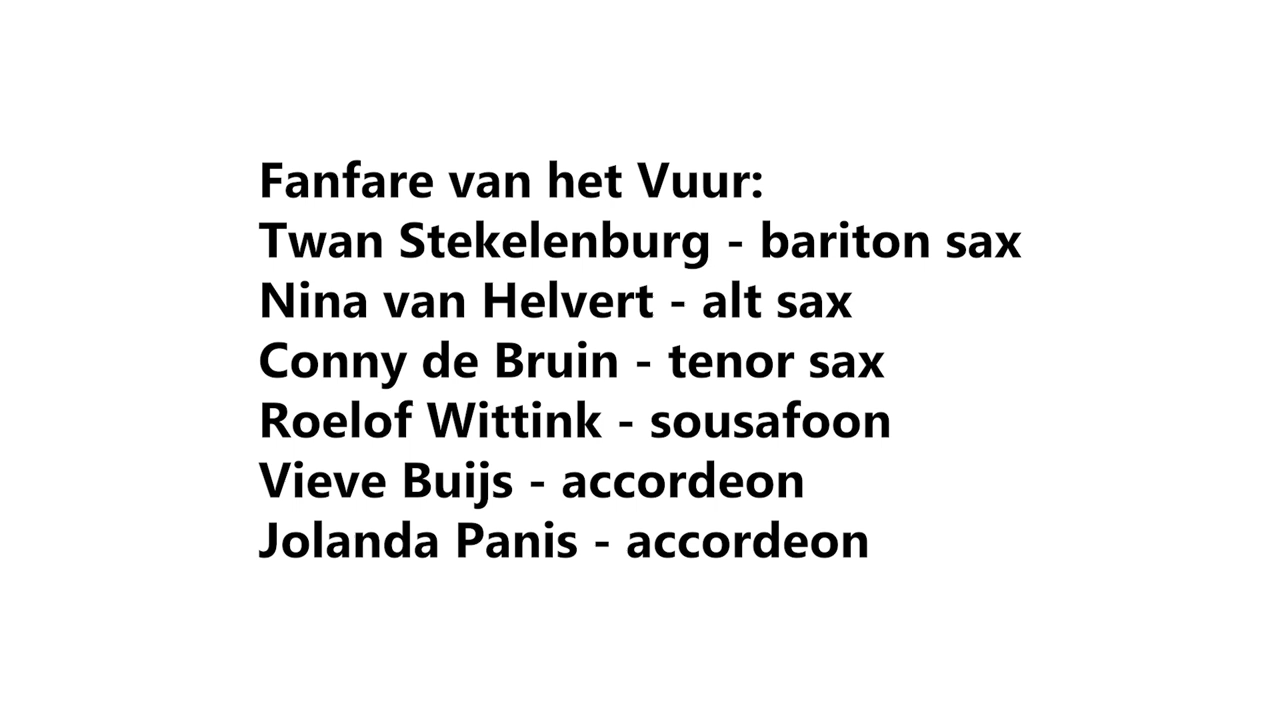 Fanfare van het Vuur:
Twan Stekelenburg - bariton sax
Nina van Helvert - alt sax
Conny de Bruin - tenor sax
Roelof Wittink - sousafoon
Vieve Buijs - accordeon
Jolanda Panis - accordeon